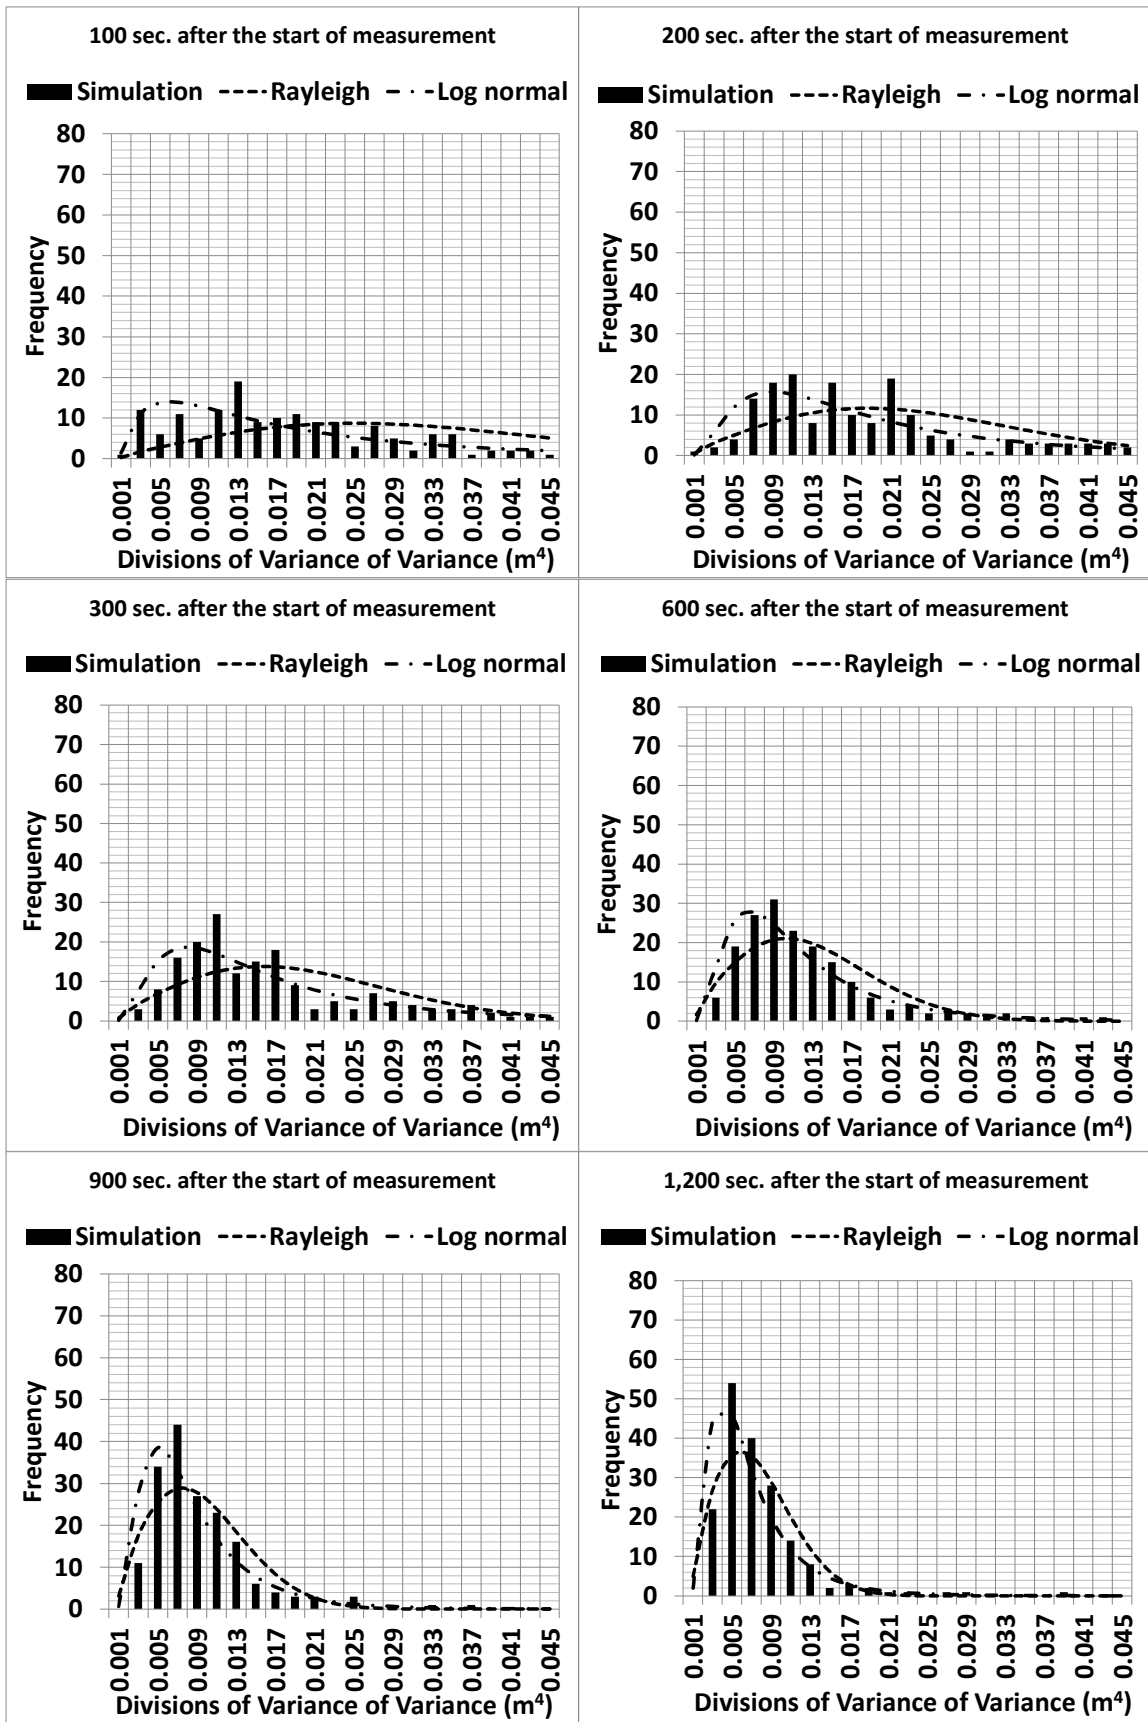 100 sec. after the start of measurement
Simulation Rayleigh Log normal
80
70
60
50
40
30
20
10
0
Frequency
0.001 0.005 0.009 0.013 0.017 0.021 0.025 0.029 0.033 0.037 0.041 0.045
Divisions of Variance of Variance (m⁴)
200 sec. after the start of measurement
Simulation Rayleigh Log normal
80
70
60
50
40
30
20
10
0
Frequency
0.001 0.005 0.009 0.013 0.017 0.021 0.025 0.029 0.033 0.037 0.041 0.045
Divisions of Variance of Variance (m⁴)
300 sec. after the start of measurement
Simulation Rayleigh Log normal
80
70
60
50
40
30
20
10
0
Frequency
0.001 0.005 0.009 0.013 0.017 0.021 0.025 0.029 0.033 0.037 0.041 0.045
Divisions of Variance of Variance (m⁴)
600 sec. after the start of measurement
Simulation Rayleigh Log normal
80
70
60
50
40
30
20
10
0
Frequency
0.001 0.005 0.009 0.013 0.017 0.021 0.025 0.029 0.033 0.037 0.041 0.045
Divisions of Variance of Variance (m⁴)
900 sec. after the start of measurement
Simulation Rayleigh Log normal
80
70
60
50
40
30
20
10
0
Frequency
0.001 0.005 0.009 0.013 0.017 0.021 0.025 0.029 0.033 0.037 0.041 0.045
Divisions of Variance of Variance (m⁴)
1,200 sec. after the start of measurement
Simulation Rayleigh Log normal
80
70
60
50
40
30
20
10
0
Frequency
0.001 0.005 0.009 0.013 0.017 0.021 0.025 0.029 0.033 0.037 0.041 0.045
Divisions of Variance of Variance (m⁴)